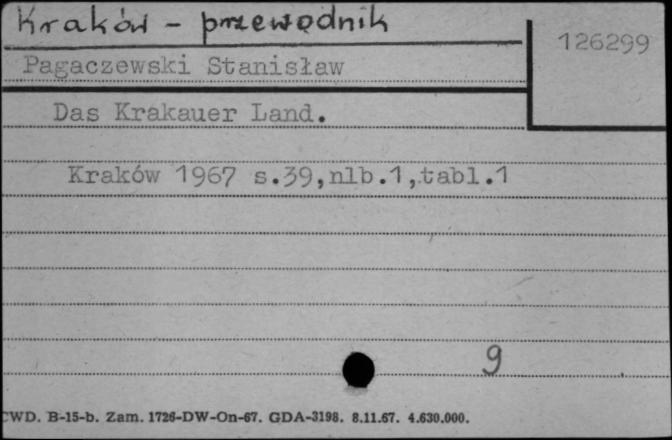 Kraków - przewodnik
126299
Pagaczewski Stanisław
Das Krakauer Land.
Kraków 1967 s.39,nlb.1,tabl.1
9
CWD. B-15-b. Zam. 1726-DW-On-67. GDA-3198. 8.11.67. 4.630.000.